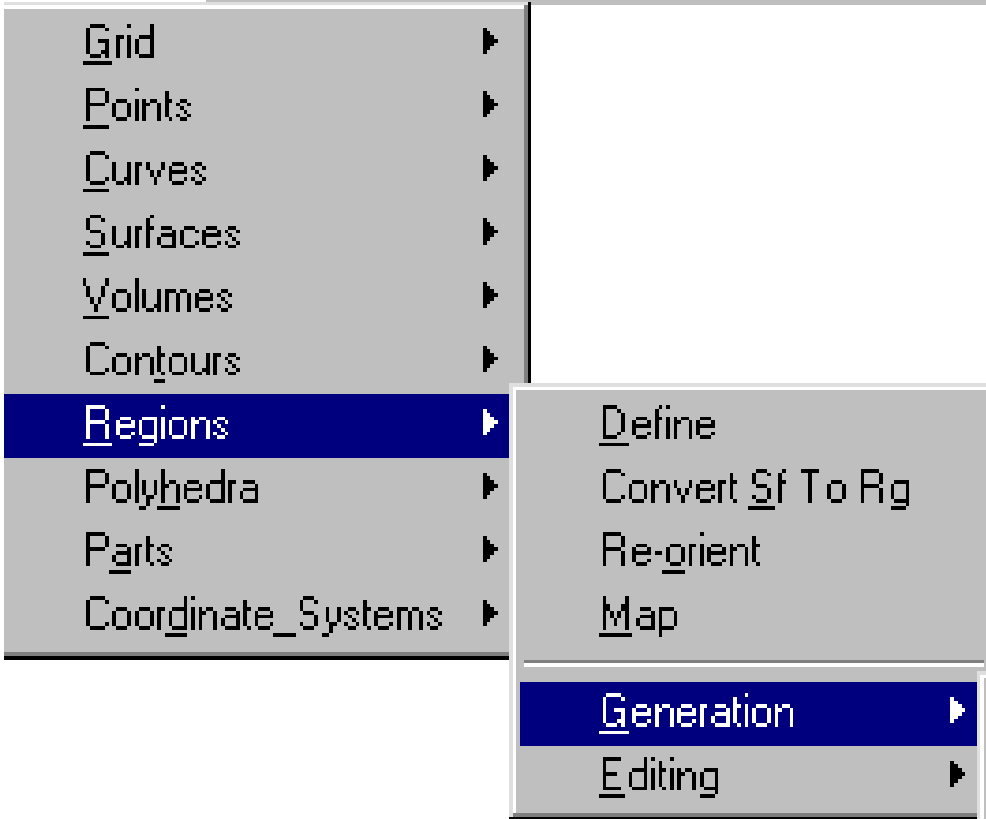 Grid
Points
Curves
Surfaces
Volumes
Contours
Regions
Polyhedra
Parts
Coordinate_Systems
Define
Convert Sf To Rg
Re-orient
Map
Generation
Editing